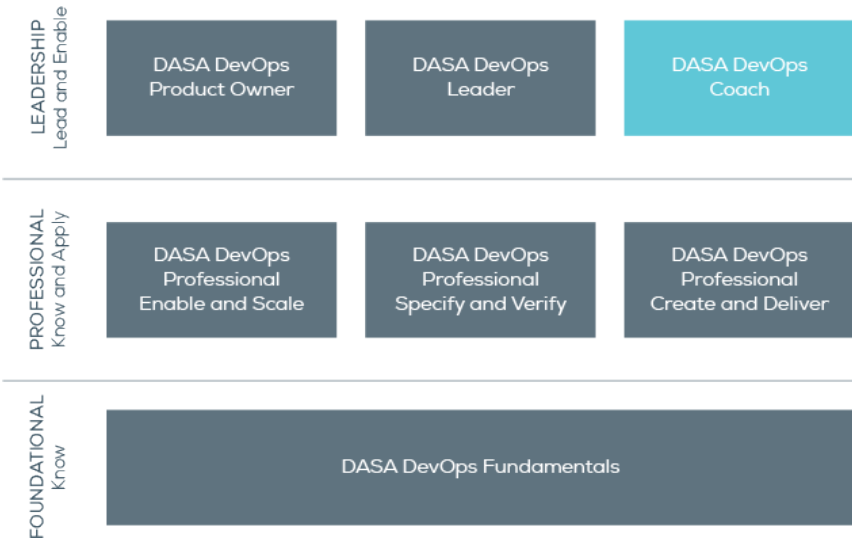 LEADERSHIP
Lead and Enable
DASA DevOps
Product Owner
DASA DevOps
Leader
DASA DevOps
Coach
PROFESSIONAL
Know and Apply
DASA DevOps
Professional
Enable and Scale
DASA DevOps
Professional
Specify and Verify
DASA DevOps
Professional
Create and Deliver
FOUNDATIONAL
Know
DASA DevOps Fundamentals